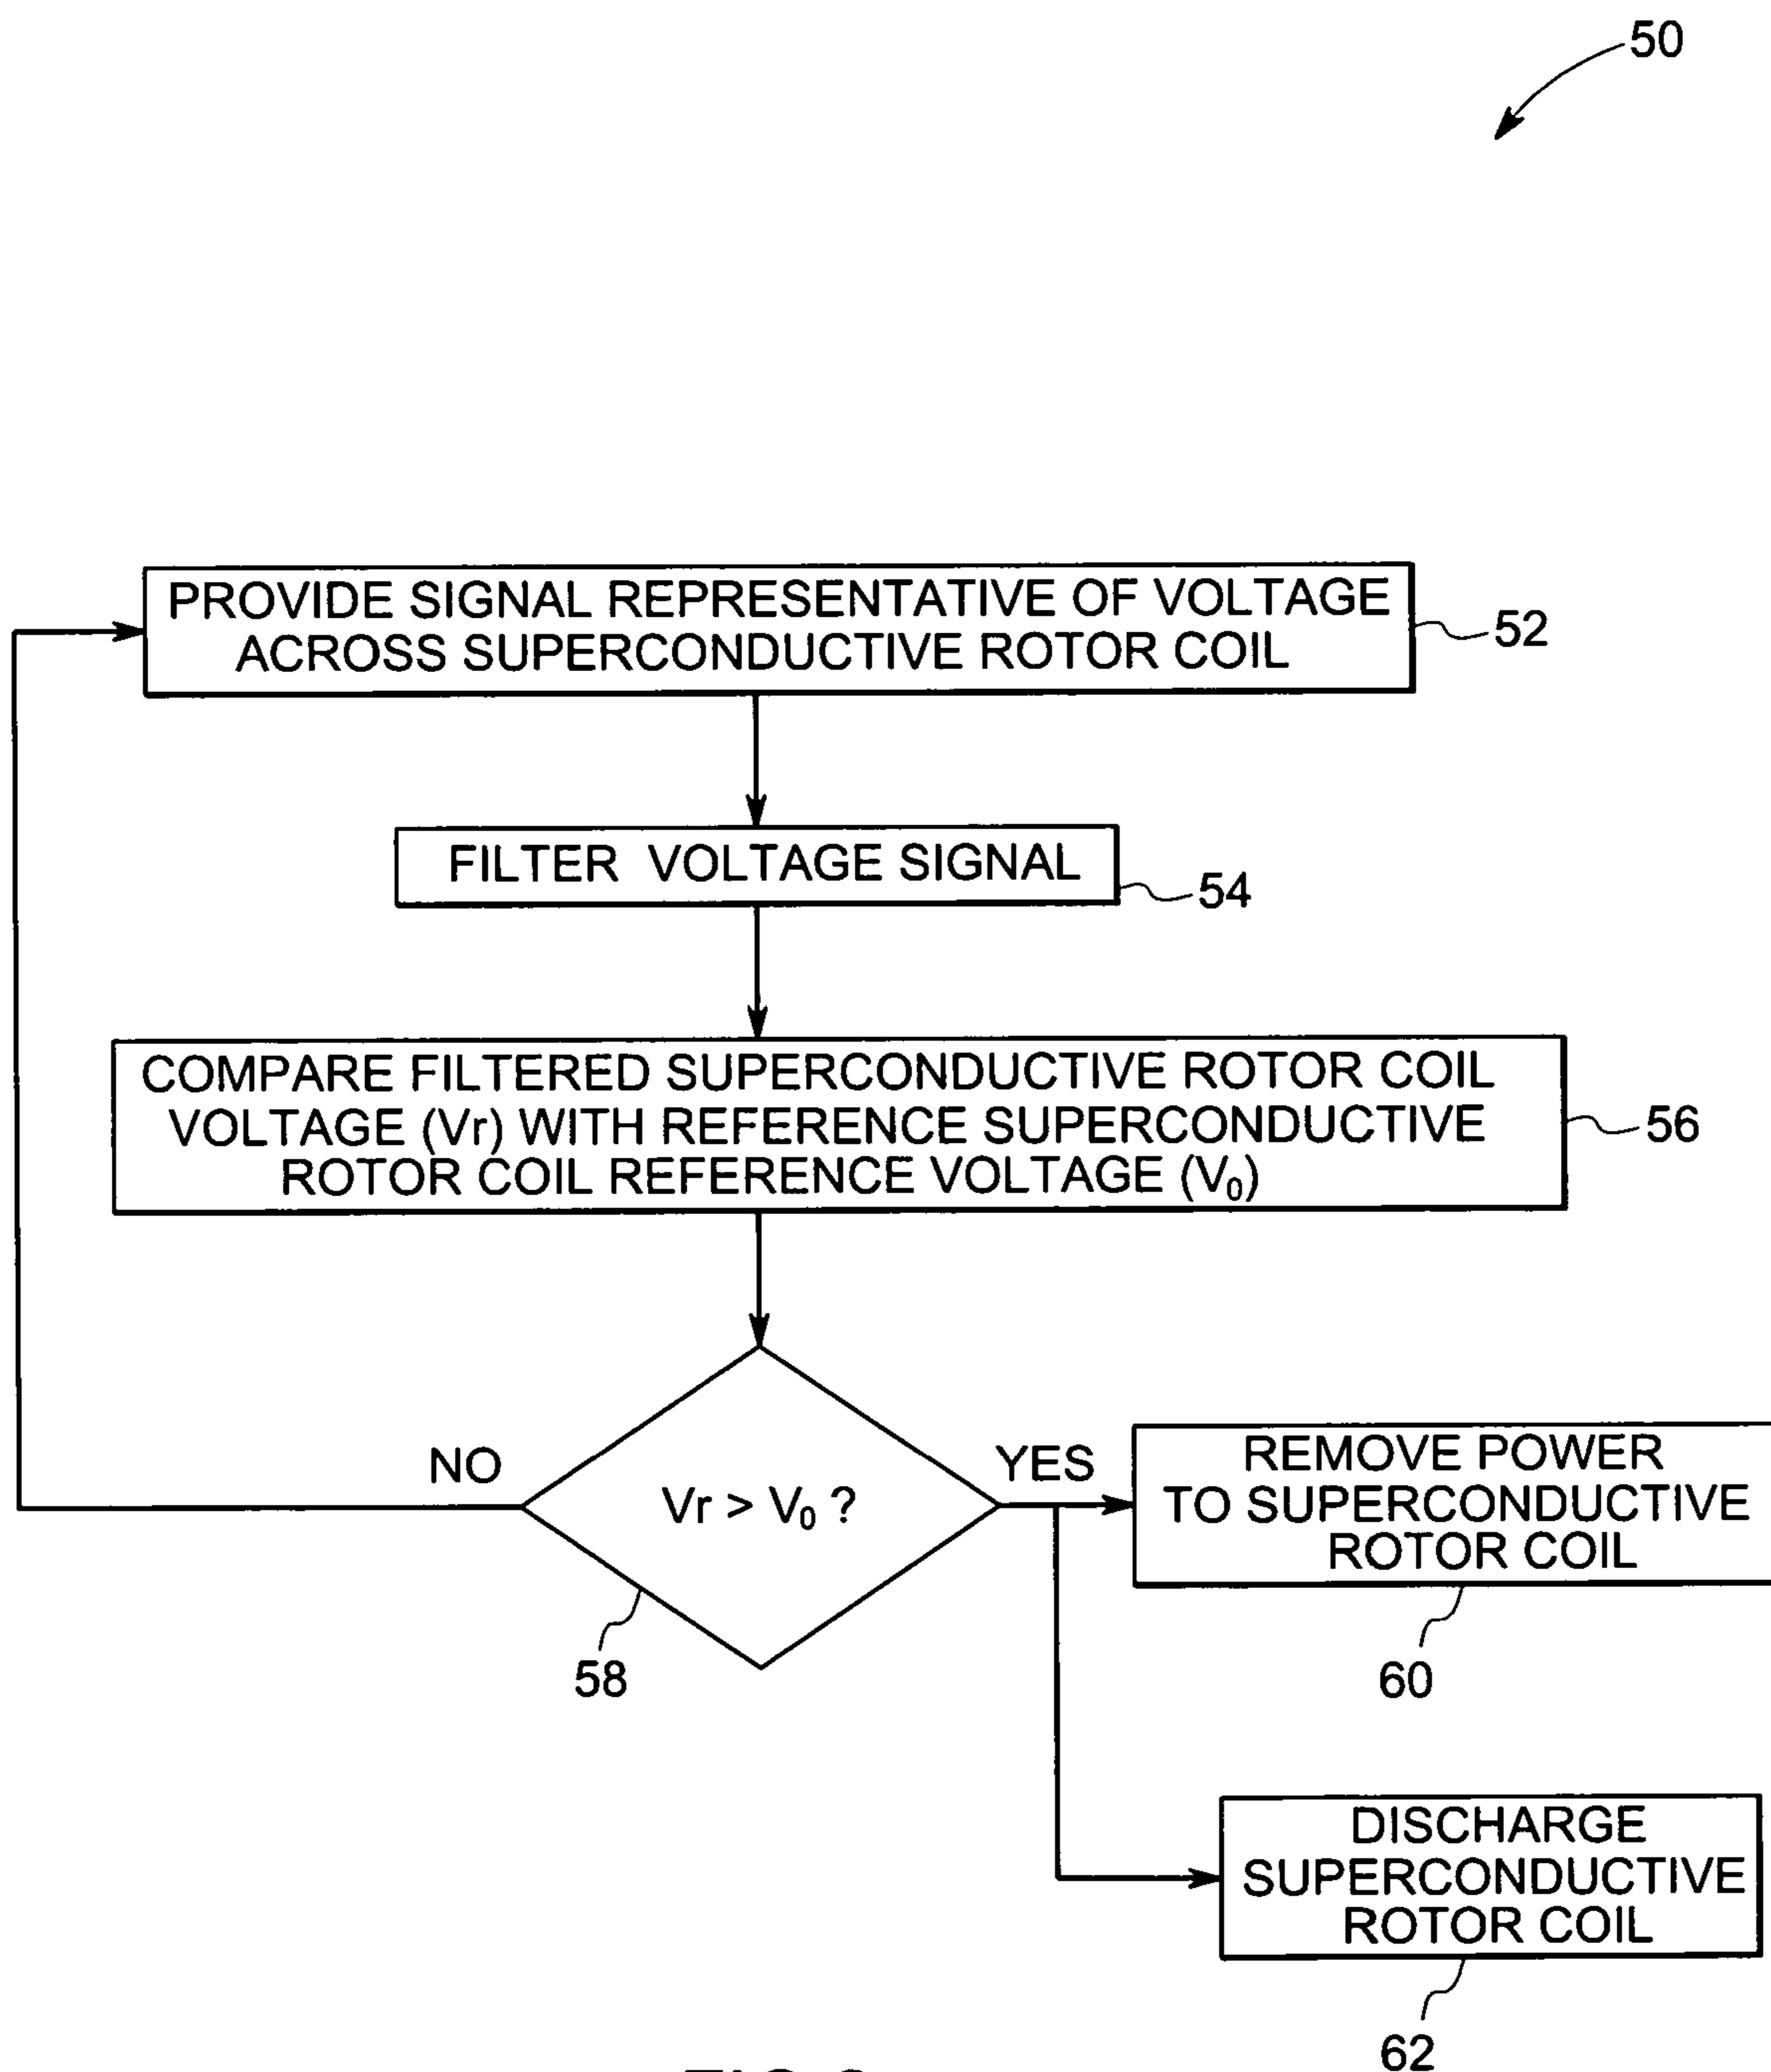 50
PROVIDE SIGNAL REPRESENTATIVE OF VOLTAGE
ACROSS SUPERCONDUCTIVE ROTOR COIL
52
FILTER VOLTAGE SIGNAL
54
COMPARE FILTERED SUPERCONDUCTIVE ROTOR COIL
VOLTAGE (Vr) WITH REFERENCE SUPERCONDUCTIVE
ROTOR COIL REFERENCE VOLTAGE (V₀)
56
NO
Vr > V₀ ?
YES
58
REMOVE POWER
TO SUPERCONDUCTIVE
ROTOR COIL
60
DISCHARGE
SUPERCONDUCTIVE
ROTOR COIL
62